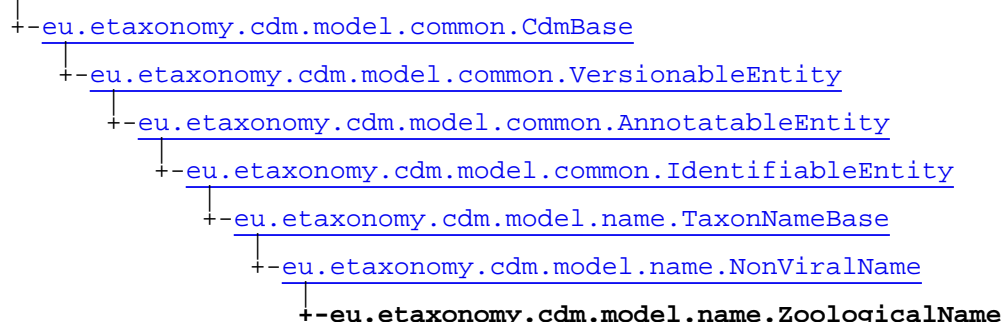 +-eu.etaxonomy.cdm.model.common.CdmBase
+-eu.etaxonomy.cdm.model.common.VersionableEntity
+-eu.etaxonomy.cdm.model.common.AnnotatableEntity
+-eu.etaxonomy.cdm.model.common.IdentifiableEntity
+-eu.etaxonomy.cdm.model.name.TaxonNameBase
+-eu.etaxonomy.cdm.model.name.NonViralName
+-eu.etaxonomy.cdm.model.name.ZoologicalName